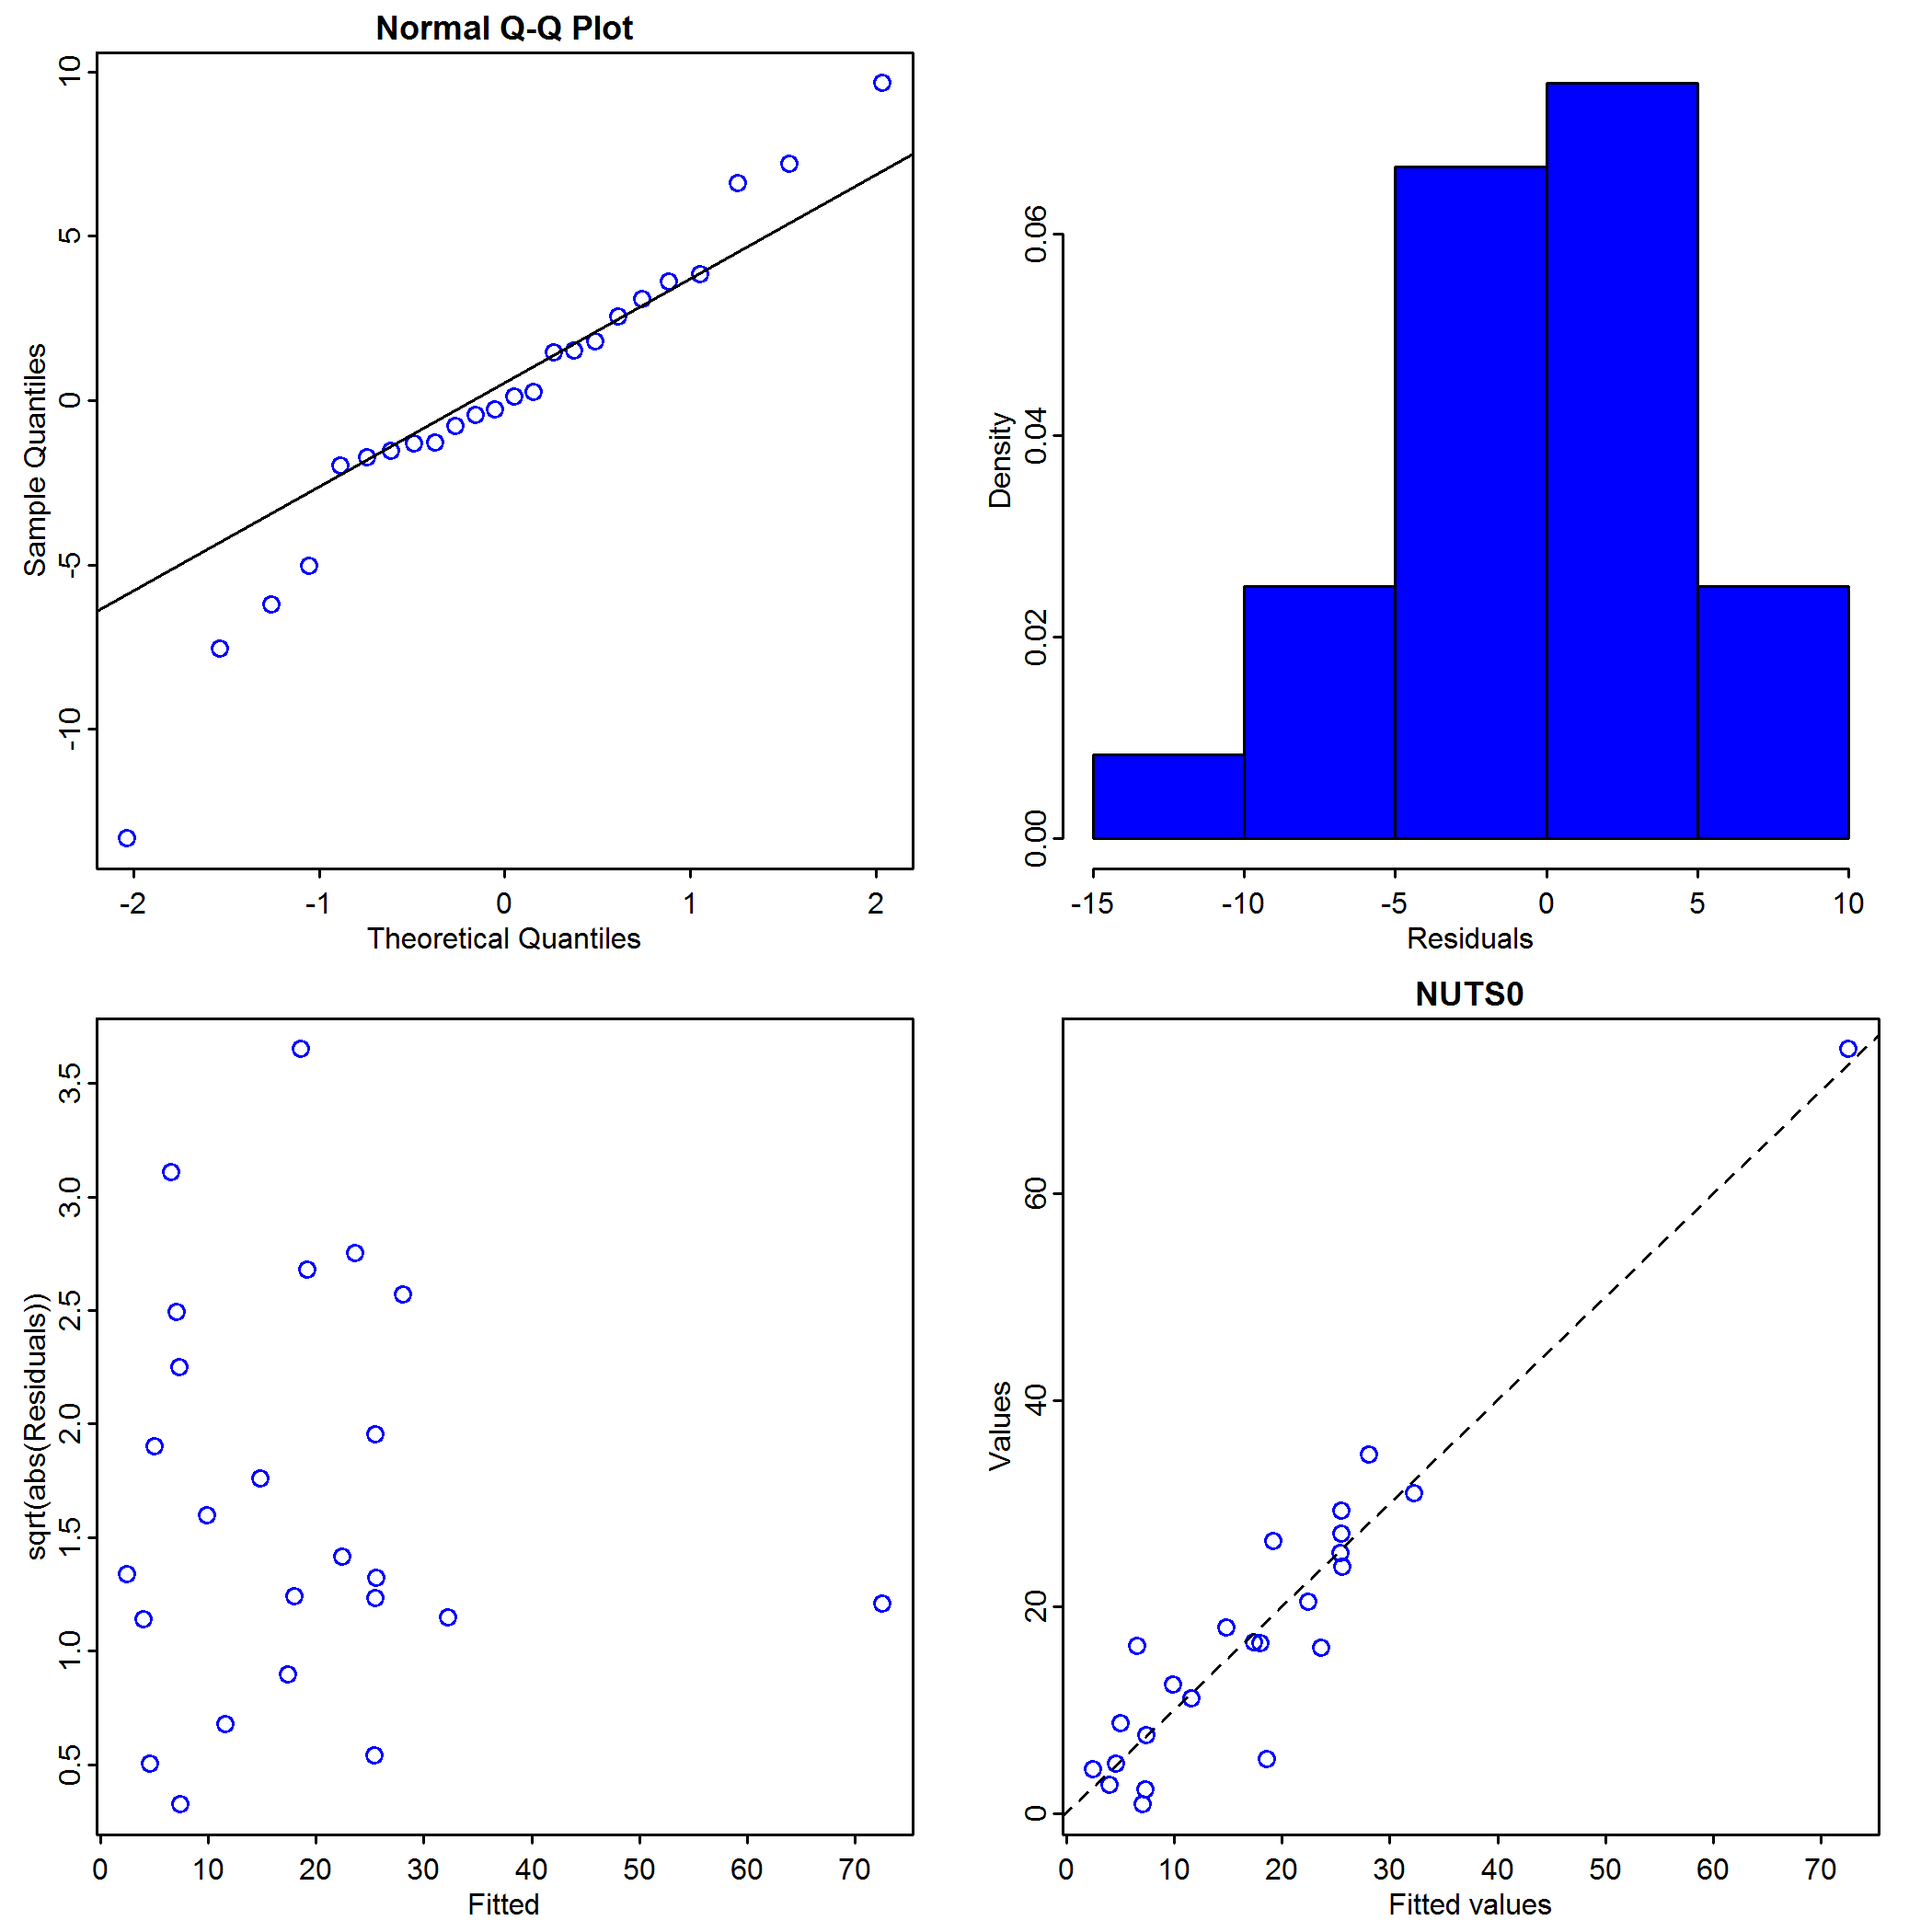 Normal Q-Q Plot
Sample Quantiles
10
5
0
-5
-10
-2 -1 0 1 2
Theoretical Quantiles
Density
0.06
0.04
0.02
0.00
-15 -10 -5 0 5 10
Residuals
sqrt(abs(Residuals))
3.5
3.0
2.5
2.0
1.5
1.0
0.5
0 10 20 30 40 50 60 70
Fitted
NUTS0
Values
60
40
20
0
0 10 20 30 40 50 60 70
Fitted values